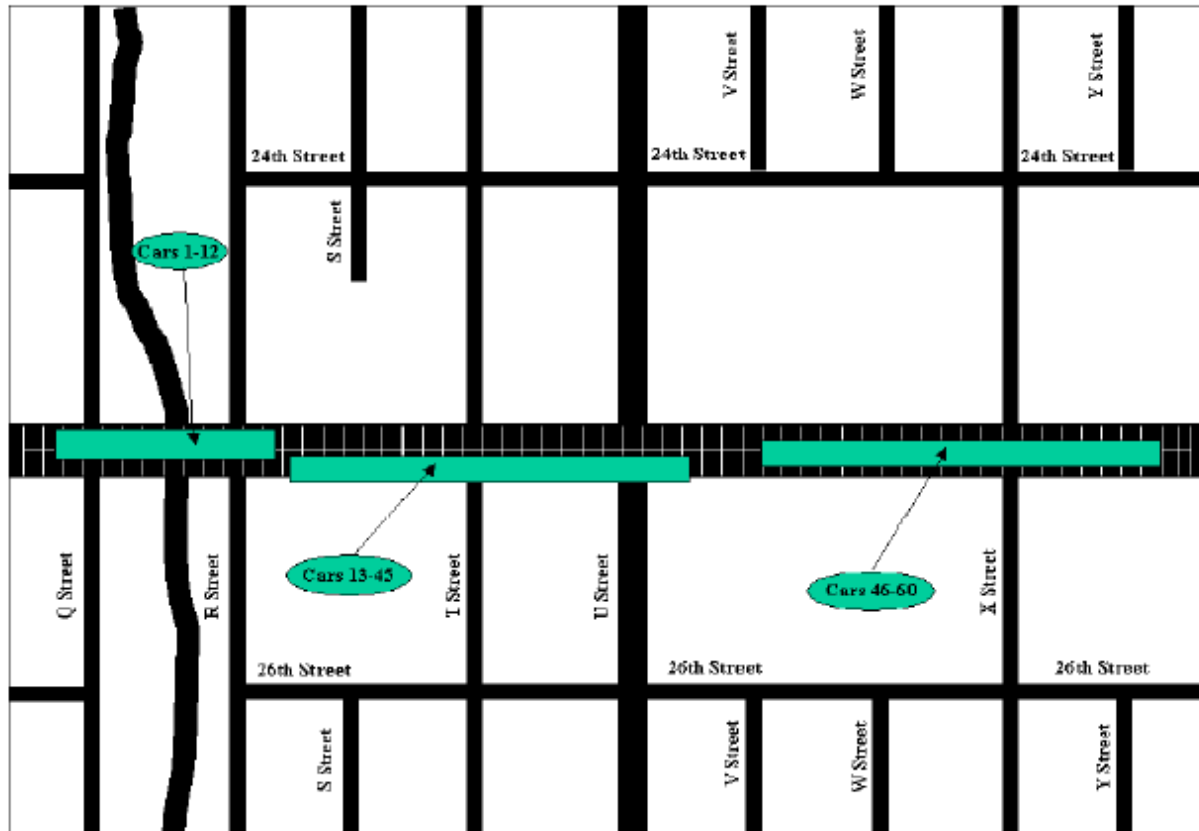 V Street
W Street
Y Street
24th Street
24th Street
24th Street
S Street
Cars 1-12
Cars 13-45
Cars 46-60
Q Street
R Street
T Street
U Street
X Street
26th Street
26th Street
26th Street
S Street
V Street
W Street
Y Street